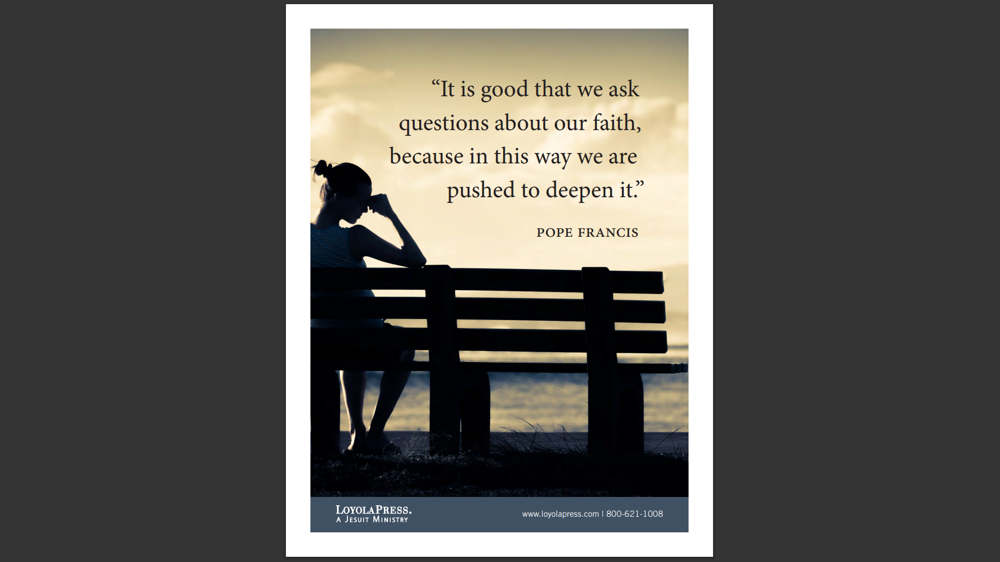 “It is good that we ask
questions about our faith,
because in this way we are
pushed to deepen it.”
POPE FRANCIS
LOYOLAPRESS.
A JESUIT MINISTRY
www.loyolapress.com | 800-621-1008